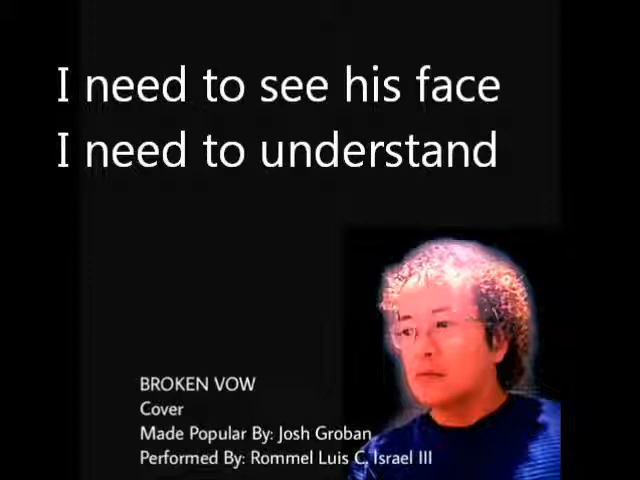 I need to see his face
I need to understand
BROKEN VOW
Cover
Made Popular By: Josh Groban
Performed By: Rommel Luis C. Israel III